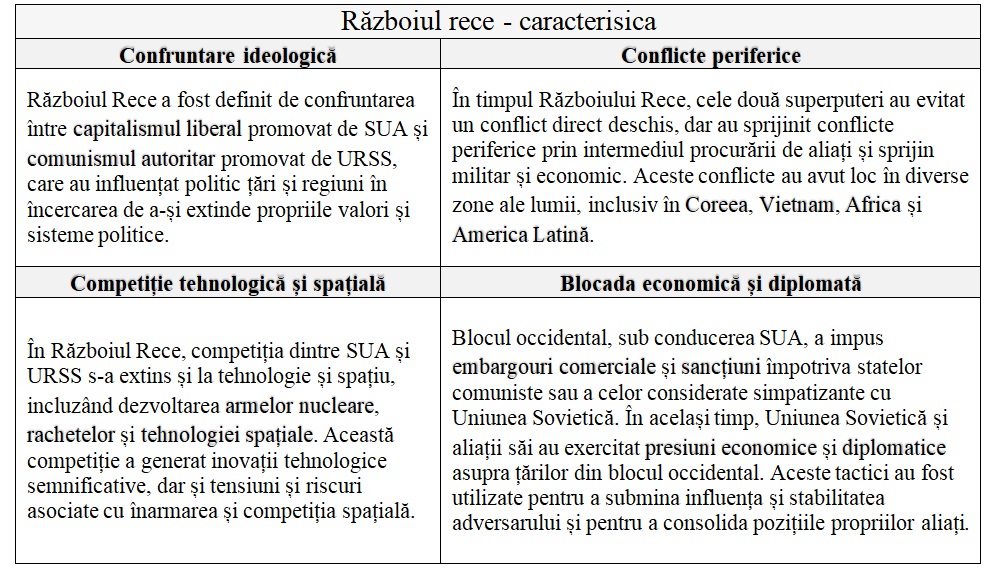 Războiul rece - caracterisica
Confruntare ideologică
Războiul Rece a fost definit de confruntarea
între capitalismul liberal promovat de SUA și
comunismul autoritar promovat de URSS,
care au influențat politic țări și regiuni în
încercarea de a-și extinde propriile valori și
sisteme politice.
Conflicte periferice
În timpul Războiului Rece, cele două superputeri au evitat
un conflict direct deschis, dar au sprijinit conflicte
periferice prin intermediul procurării de aliați și sprijin
militar și economic. Aceste conflicte au avut loc în diverse
zone ale lumii, inclusiv în Coreea, Vietnam, Africa și
America Latină.
Competiție tehnologică și spațială
În Războiul Rece, competiția dintre SUA și
URSS s-a extins și la tehnologie și spațiu,
incluzând dezvoltarea armelor nucleare,
rachetelor și tehnologiei spațiale. Această
competiție a generat inovații tehnologice
semnificative, dar și tensiuni și riscuri
asociate cu înarmarea și competiția spațială.
Blocada economică și diplomată
Blocul occidental, sub conducerea SUA, a impus
embargouri comerciale și sancțiuni împotriva statelor
comuniste sau a celor considerate simpatizante cu
Uniunea Sovietică. În același timp, Uniunea Sovietică și
aliații săi au exercitat presiuni economice și diplomatice
asupra țărilor din blocul occidental. Aceste tactici au fost
utilizate pentru a submina influența și stabilitatea
adversarului și pentru a consolida pozițiile propriilor aliați.